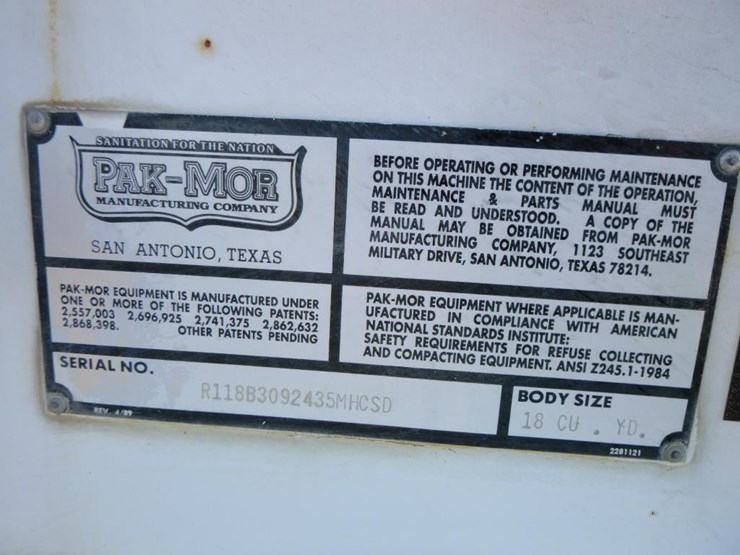 SANITATION FOR THE NATION
PAK-MOR
MANUFACTURING COMPANY
SAN ANTONIO, TEXAS
BEFORE OPERATING OR PERFORMING MAINTENANCE
ON THIS MACHINE THE CONTENT OF THE OPERATION,
MAINTENANCE & PARTS MANUAL MUST
BE READ AND UNDERSTOOD. A COPY OF THE
MANUAL MAY BE OBTAINED FROM PAK-MOR
MANUFACTURING COMPANY, 1123 SOUTHEAST
MILITARY DRIVE, SAN ANTONIO, TEXAS 78214.
PAK-MOR EQUIPMENT IS MANUFACTURED UNDER
ONE OR MORE OF THE FOLLOWING PATENTS:
2,557,003 2,696,925 2,741,375 2,862,632
2,868,398. OTHER PATENTS PENDING
PAK-MOR EQUIPMENT WHERE APPLICABLE IS MAN-
UFACTURED IN COMPLIANCE WITH AMERICAN
NATIONAL STANDARDS INSTITUTE:
SAFETY REQUIREMENTS FOR REFUSE COLLECTING
AND COMPACTING EQUIPMENT. ANSI Z245.1-1984
SERIAL NO.
R118B3092435MHCSD
BODY SIZE
18 CU . YD.
REV. 4/89
2281121